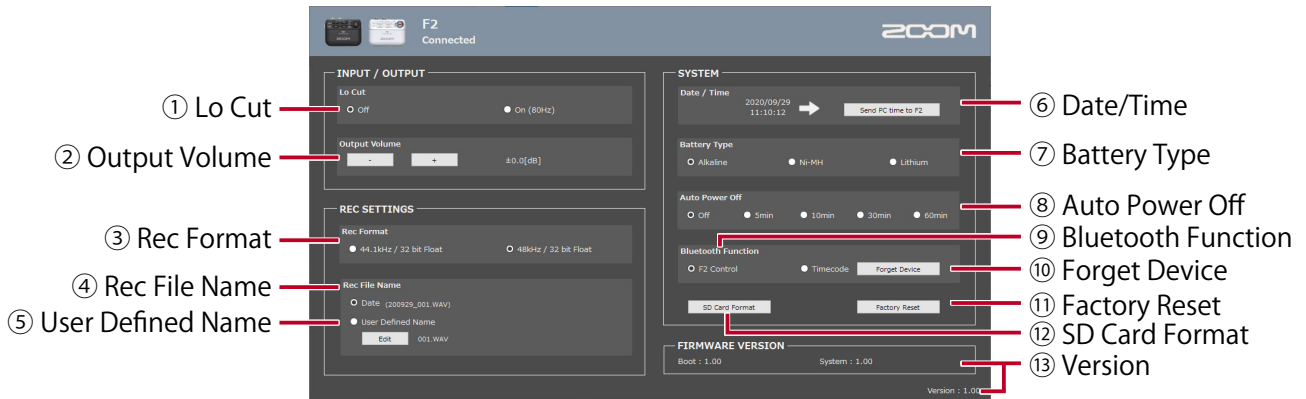 F2
Connected
ZOOM
INPUT / OUTPUT
Lo Cut
Off
On (80Hz)
Output Volume
-
+
±0.0[dB]
REC SETTINGS
Rec Format
44.1kHz / 32 bit Float
48kHz / 32 bit Float
Rec File Name
Date (200929_001.WAV)
User Defined Name
Edit
001.WAV
SYSTEM
Date / Time
2020/09/29
11:10:12
Send PC time to F2
Battery Type
Alkaline
Ni-MH
Lithium
Auto Power Off
Off
5min
10min
30min
60min
Bluetooth Function
F2 Control
Timecode
Forget Device
SD Card Format
Factory Reset
FIRMWARE VERSION
Boot : 1.00
System : 1.00
Version : 1.00
① Lo Cut
② Output Volume
③ Rec Format
④ Rec File Name
⑤ User Defined Name
⑥ Date/Time
⑦ Battery Type
⑧ Auto Power Off
⑨ Bluetooth Function
⑩ Forget Device
⑪ Factory Reset
⑫ SD Card Format
⑬ Version